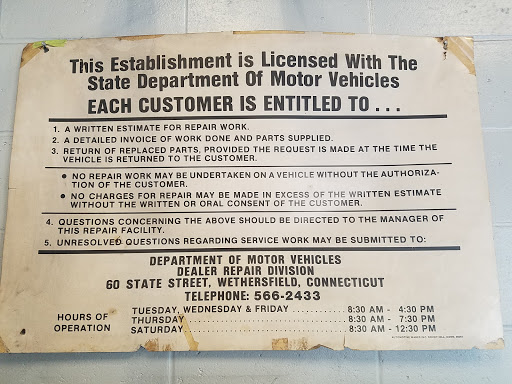 This Establishment is Licensed With The
State Department Of Motor Vehicles
EACH CUSTOMER IS ENTITLED TO . . .
1. A WRITTEN ESTIMATE FOR REPAIR WORK.
2. A DETAILED INVOICE OF WORK DONE AND PARTS SUPPLIED.
3. RETURN OF REPLACED PARTS, PROVIDED THE REQUEST IS MADE AT THE TIME THE
VEHICLE IS RETURNED TO THE CUSTOMER.
• NO REPAIR WORK MAY BE UNDERTAKEN ON A VEHICLE WITHOUT THE AUTHORIZA-
TION OF THE CUSTOMER.
• NO CHARGES FOR REPAIR MAY BE MADE IN EXCESS OF THE WRITTEN ESTIMATE
WITHOUT THE WRITTEN OR ORAL CONSENT OF THE CUSTOMER.
4. QUESTIONS CONCERNING THE ABOVE SHOULD BE DIRECTED TO THE MANAGER OF
THIS REPAIR FACILITY.
5. UNRESOLVED QUESTIONS REGARDING SERVICE WORK MAY BE SUBMITTED TO:
DEPARTMENT OF MOTOR VEHICLES
DEALER REPAIR DIVISION
60 STATE STREET, WETHERSFIELD, CONNECTICUT
TELEPHONE: 566-2433
HOURS OF OPERATION
TUESDAY, WEDNESDAY & FRIDAY . . . . . . . . . . . 8:30 AM - 4:30 PM
THURSDAY . . . . . . . . . . . . . . . . . . . . . . . 8:30 AM - 7:30 PM
SATURDAY . . . . . . . . . . . . . . . . . . . . . . . 8:30 AM - 12:30 PM